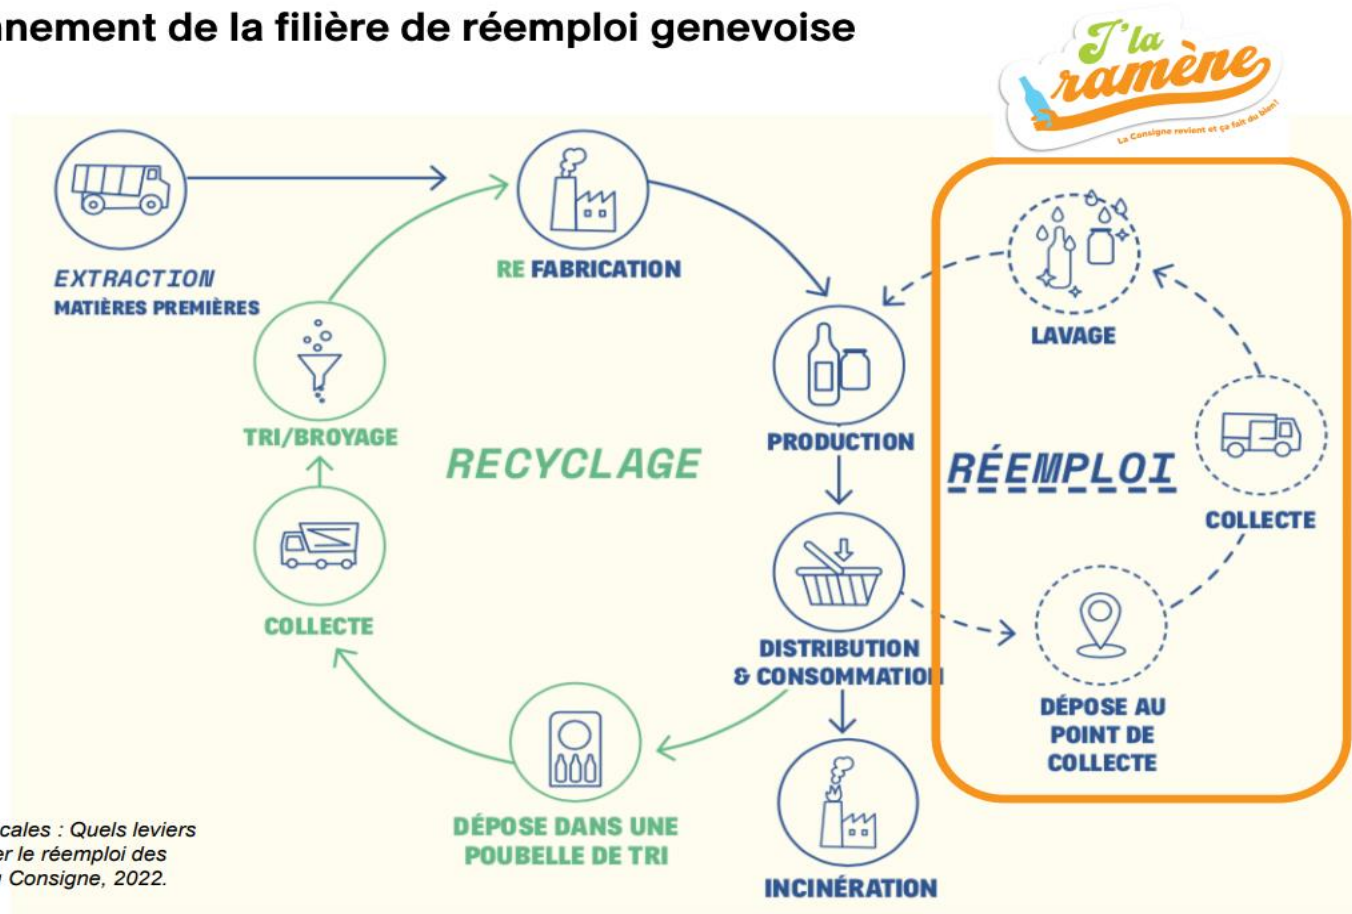 nnement de la filière de réemploi genevoise
J'la
ramène
La Consigne revient et ça fait du bien!
EXTRACTION
MATIÈRES PREMIÈRES
RE FABRICATION
LAVAGE
TRI/BROYAGE
RECYCLAGE
PRODUCTION
RÉEMPLOI
COLLECTE
COLLECTE
DISTRIBUTION
& CONSOMMATION
DÉPOSE AU
POINT DE
COLLECTE
DÉPOSE DANS UNE
POUBELLE DE TRI
INCINÉRATION
cales : Quels leviers
er le réemploi des
Consigne, 2022.